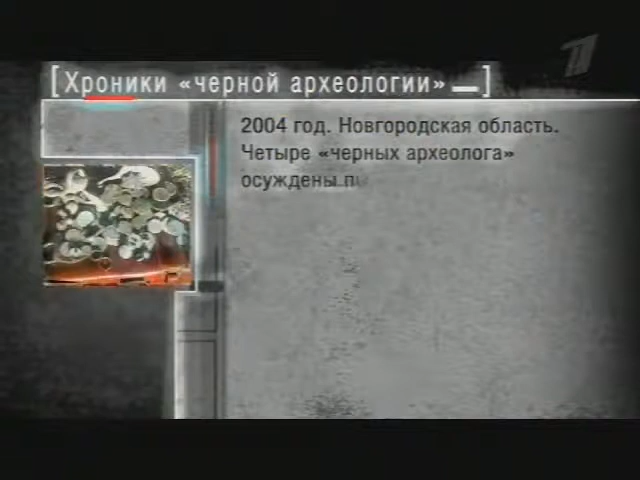 [Хроники «черной археологии» ]
2004 год. Новгородская область.
Четыре «черных археолога»
осуждены п